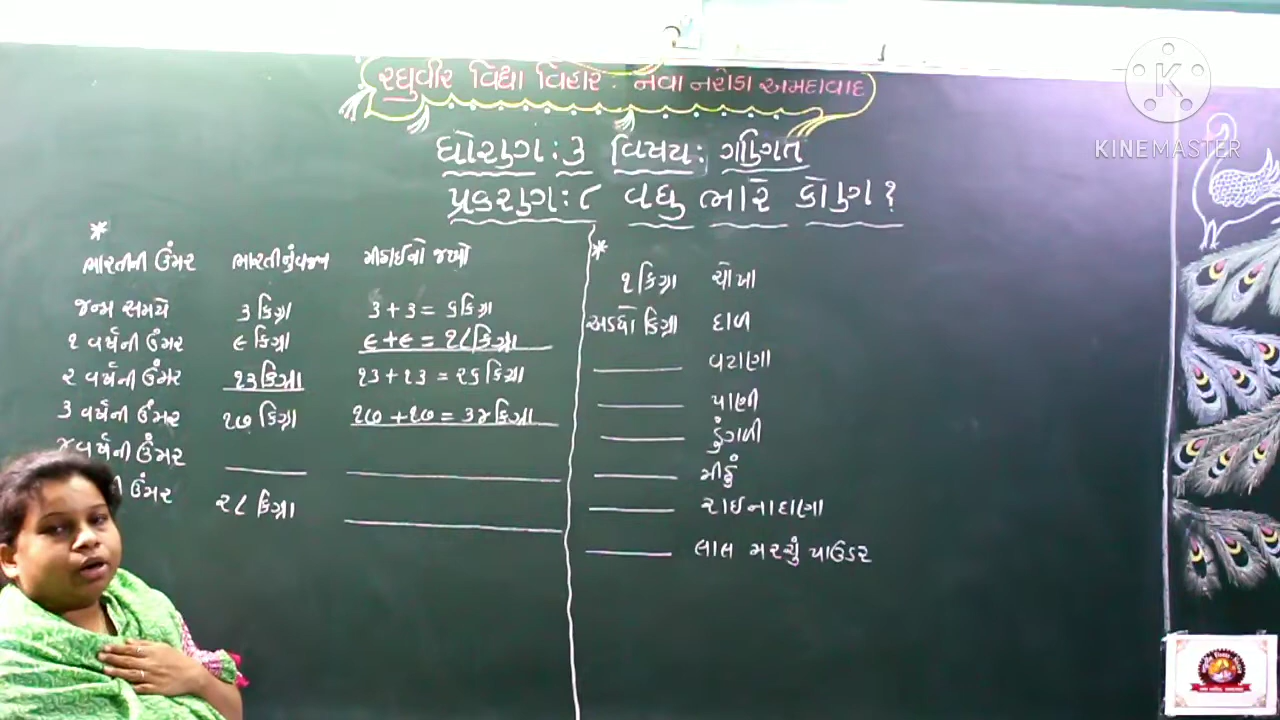 રઘુવીર વિદ્યા વિહાર. નવા નરોડા અમદાવાદ
KINEMASTER
ધોરણ : ૩ વિષય : ગણિત
પ્રકરણ : ૮ વધુ ભારે કોણ ?
*
ભારતીની ઉંમર ભારતીનું વજન મીઠાઈનો જથ્થો
જન્મ સમયે ૩ કિગ્રા ૩ + ૩ = ૬ કિગ્રા
૧ વર્ષની ઉંમર ૯ કિગ્રા ૯ + ૯ = ૧૮ કિગ્રા
૨ વર્ષની ઉંમર ૧૩ કિગ્રા ૧૩ + ૧૩ = ૨૬ કિગ્રા
૩ વર્ષની ઉંમર ૧૭ કિગ્રા ૧૭ + ૧૭ = ૩૪ કિગ્રા
૪ વર્ષની ઉંમર
ઉંમર ૨૮ કિગ્રા
*
૧ કિગ્રા ચોખા
અડધો કિગ્રા દાળ
વટાણા
પાણી
ડુંગળી
મીઠું
રાઈના દાણા
લાલ મરચું પાઉડર